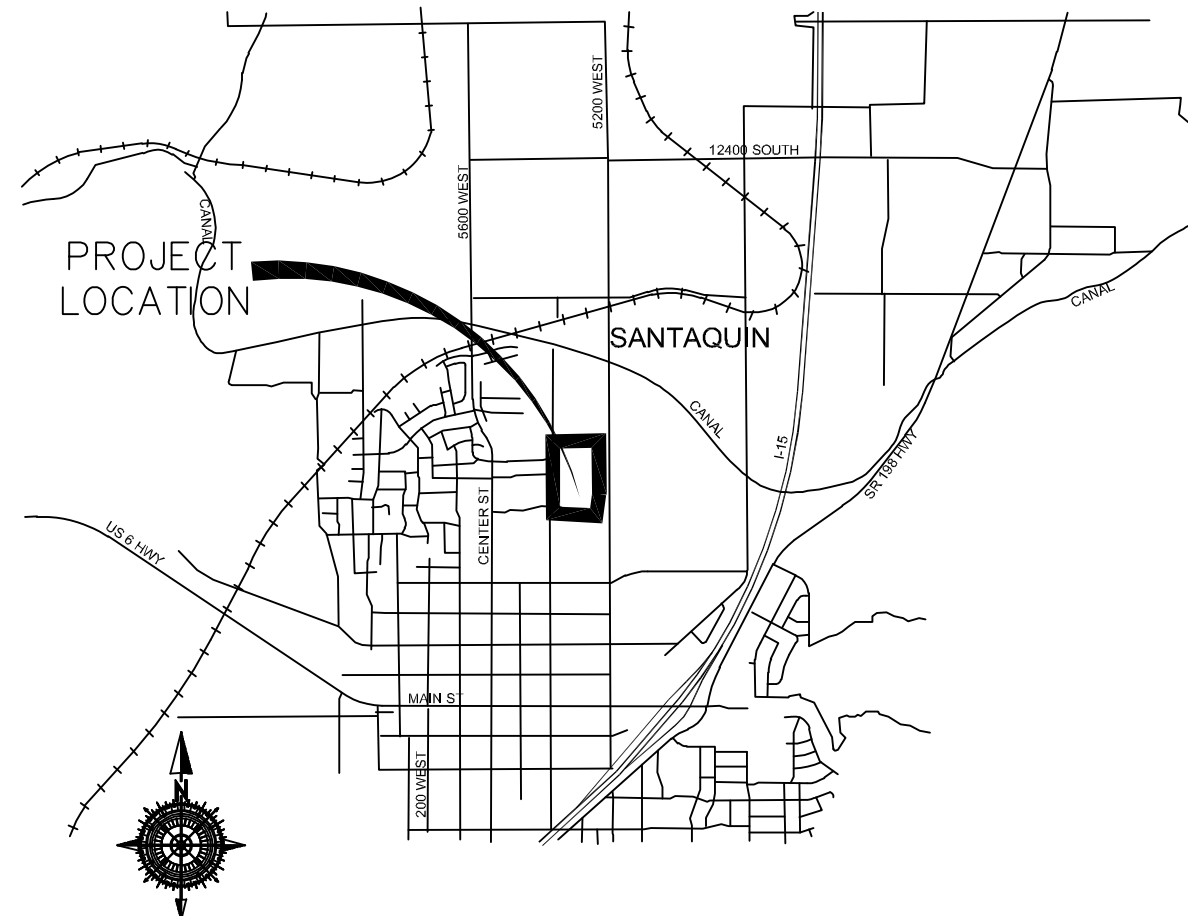 5200 WEST
12400 SOUTH
5600 WEST
CANAL
PROJECT
LOCATION
CANAL
SANTAQUIN
CANAL
I-15
SR 198 HWY
CENTER ST
US 6 HWY
MAIN ST
200 WEST
N